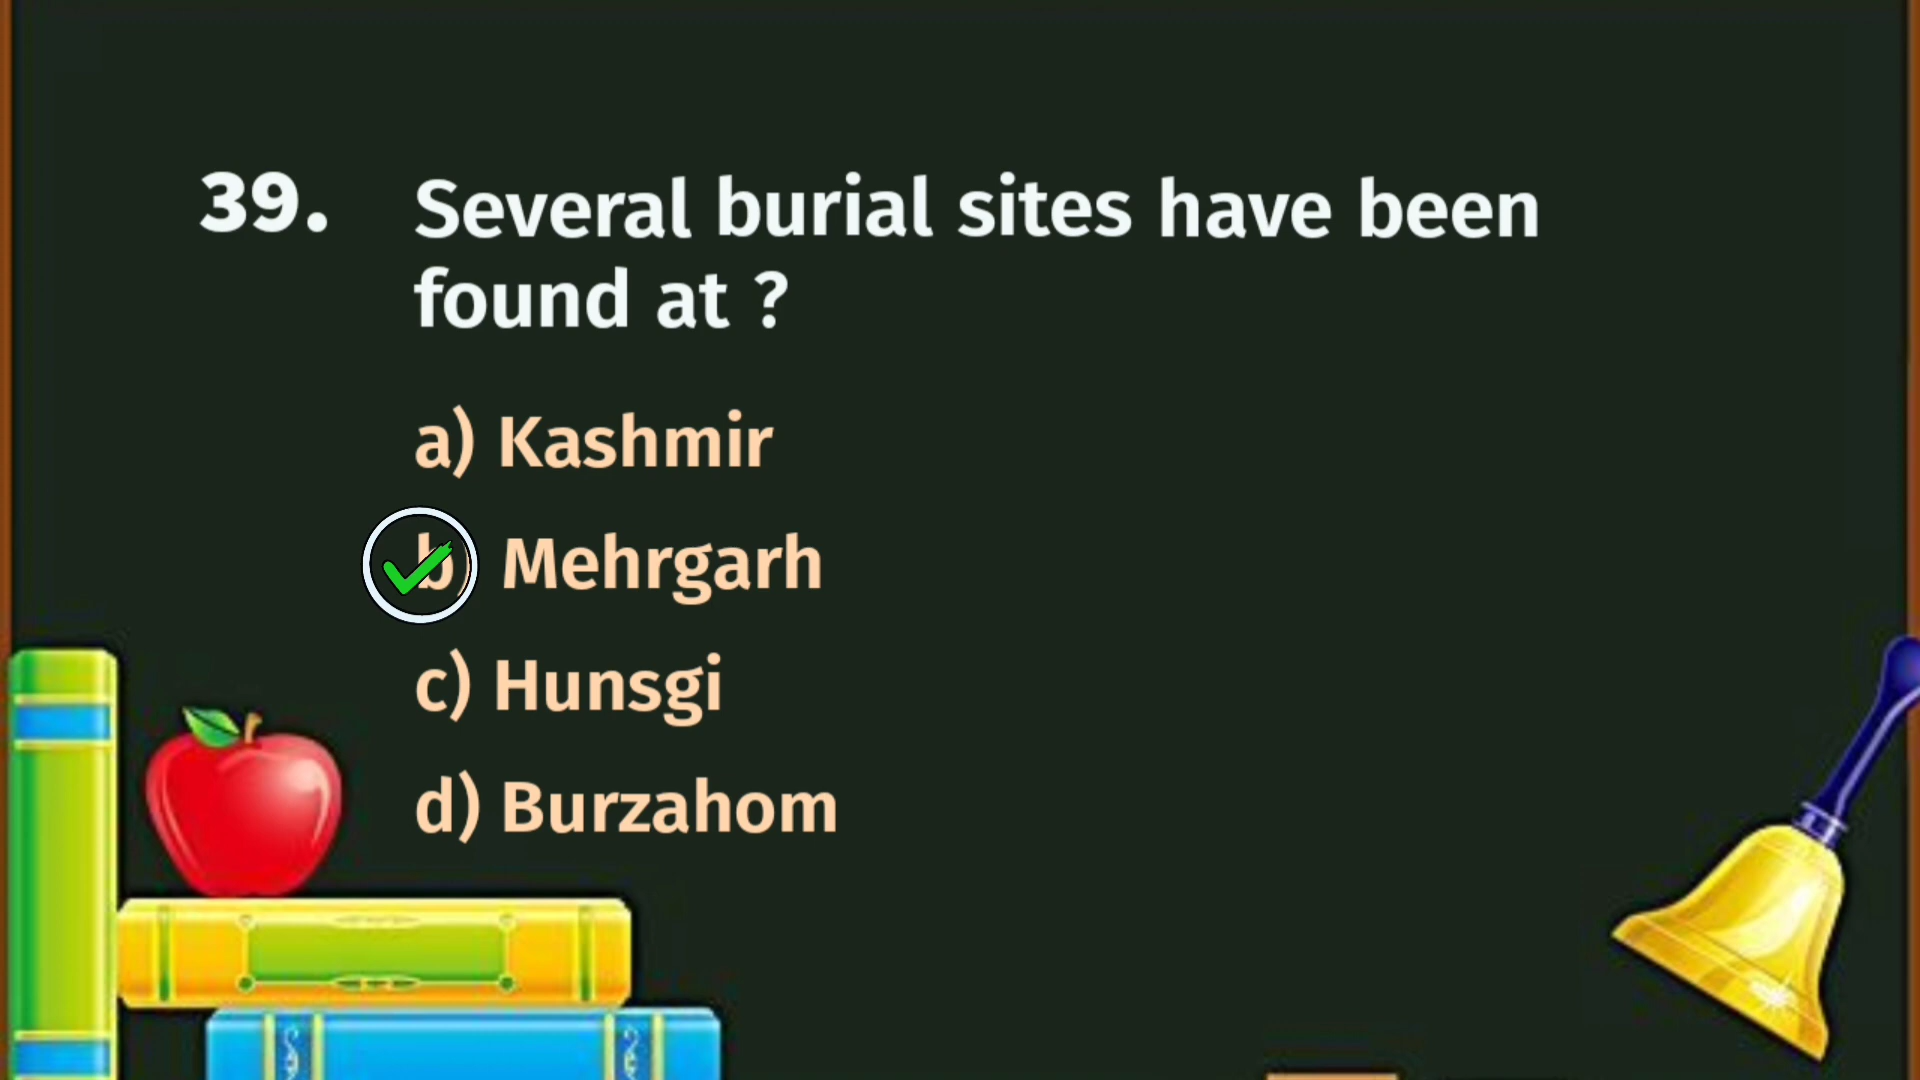 39. Several burial sites have been
found at ?
a) Kashmir
b) Mehrgarh
c) Hunsgi
d) Burzahom